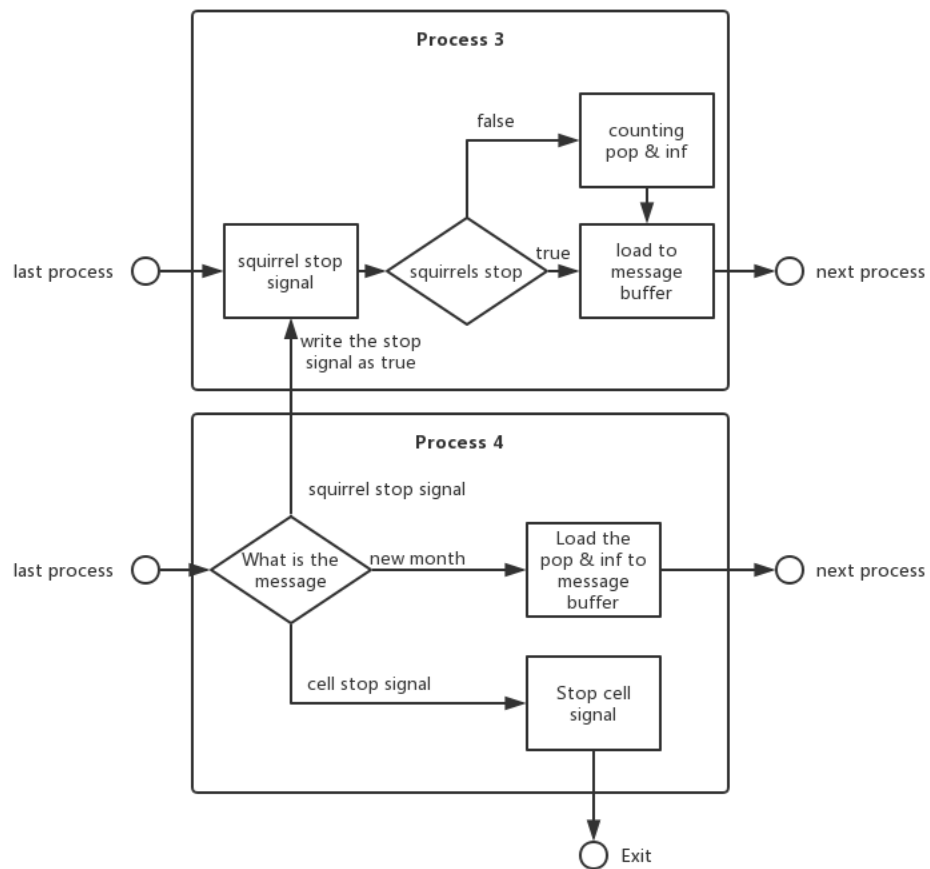 Process 3
false
counting
pop & inf
last process
squirrel stop
signal
squirrels stop
true
load to
message
buffer
next process
write the stop
signal as true
Process 4
squirrel stop signal
last process
What is the
message
new month
Load the
pop & inf to
message
buffer
next process
cell stop signal
Stop cell
signal
Exit